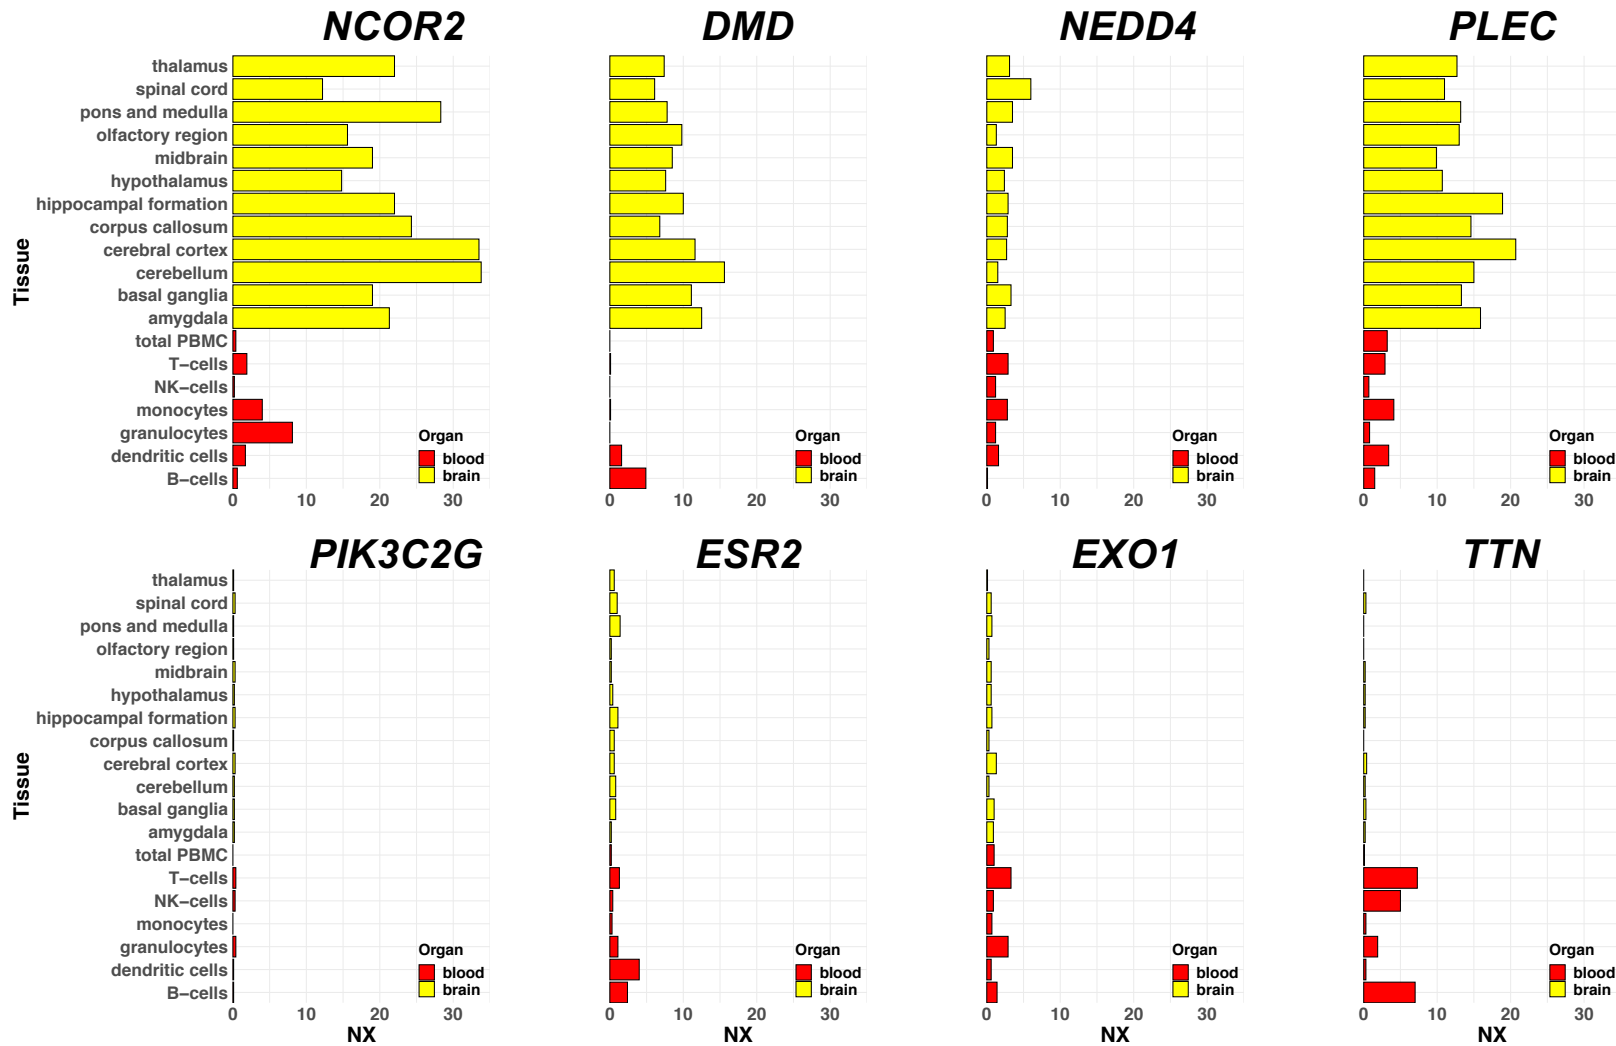 NCOR2
DMD
NEDD4
PLEC
Tissue
thalamus
spinal cord
pons and medulla
olfactory region
midbrain
hypothalamus
hippocampal formation
corpus callosum
cerebral cortex
cerebellum
basal ganglia
amygdala
total PBMC
T−cells
NK−cells
monocytes
granulocytes
dendritic cells
B−cells
Organ
blood
brain
Organ
blood
brain
Organ
blood
brain
Organ
blood
brain
0 10 20 30
0 10 20 30
0 10 20 30
0 10 20 30
PIK3C2G
ESR2
EXO1
TTN
Tissue
thalamus
spinal cord
pons and medulla
olfactory region
midbrain
hypothalamus
hippocampal formation
corpus callosum
cerebral cortex
cerebellum
basal ganglia
amygdala
total PBMC
T−cells
NK−cells
monocytes
granulocytes
dendritic cells
B−cells
Organ
blood
brain
Organ
blood
brain
Organ
blood
brain
Organ
blood
brain
0 10 20 30
0 10 20 30
0 10 20 30
0 10 20 30
NX
NX
NX
NX